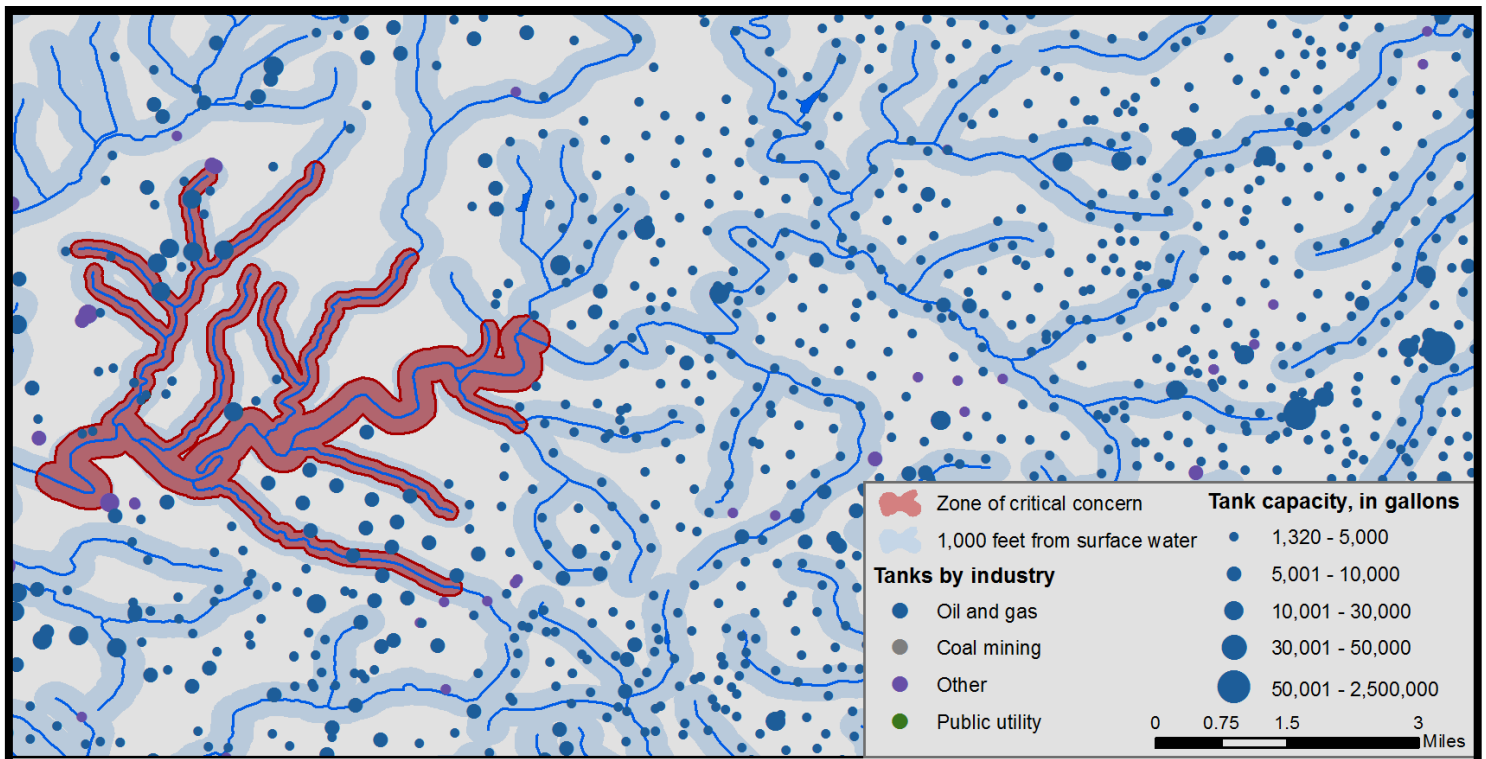 Zone of critical concern
1,000 feet from surface water
Tanks by industry
Oil and gas
Coal mining
Other
Public utility
Tank capacity, in gallons
1,320 - 5,000
5,001 - 10,000
10,001 - 30,000
30,001 - 50,000
50,001 - 2,500,000
0 0.75 1.5 3
Miles